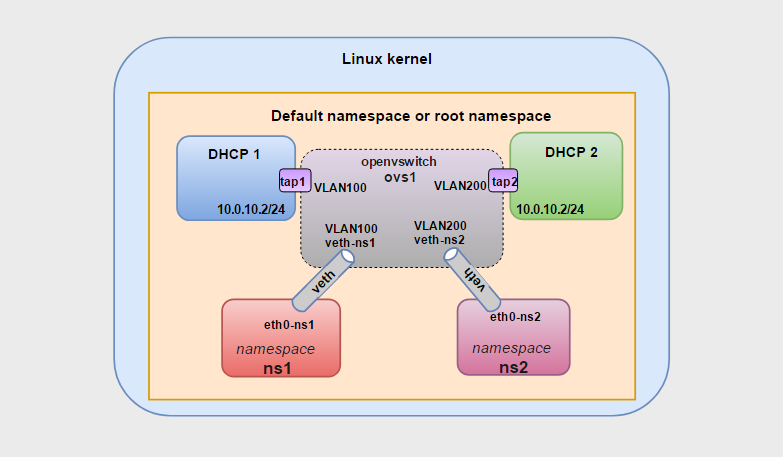 Linux kernel
Default namespace or root namespace
DHCP 1
openvswitch
ovs1
DHCP 2
tap1
VLAN100
VLAN200
tap2
10.0.10.2/24
10.0.10.2/24
VLAN100
veth-ns1
VLAN200
veth-ns2
veth
veth
eth0-ns1
namespace
ns1
eth0-ns2
namespace
ns2